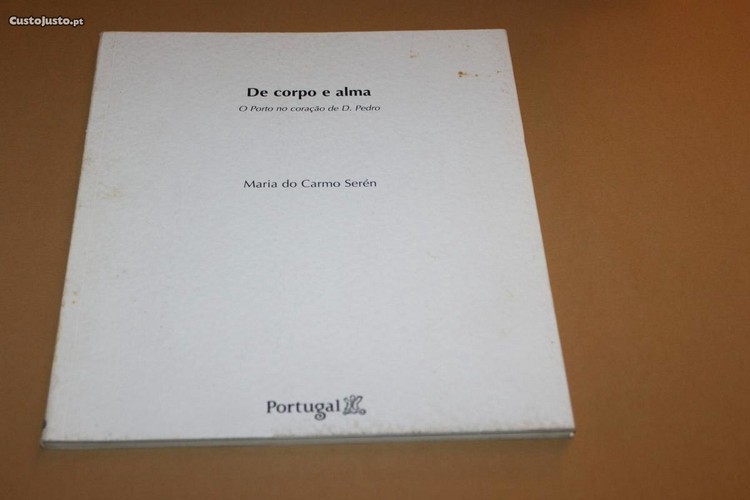 CustoJusto.pt
De corpo e alma
O Porto no coração de D. Pedro
Maria do Carmo Serén
Portugal